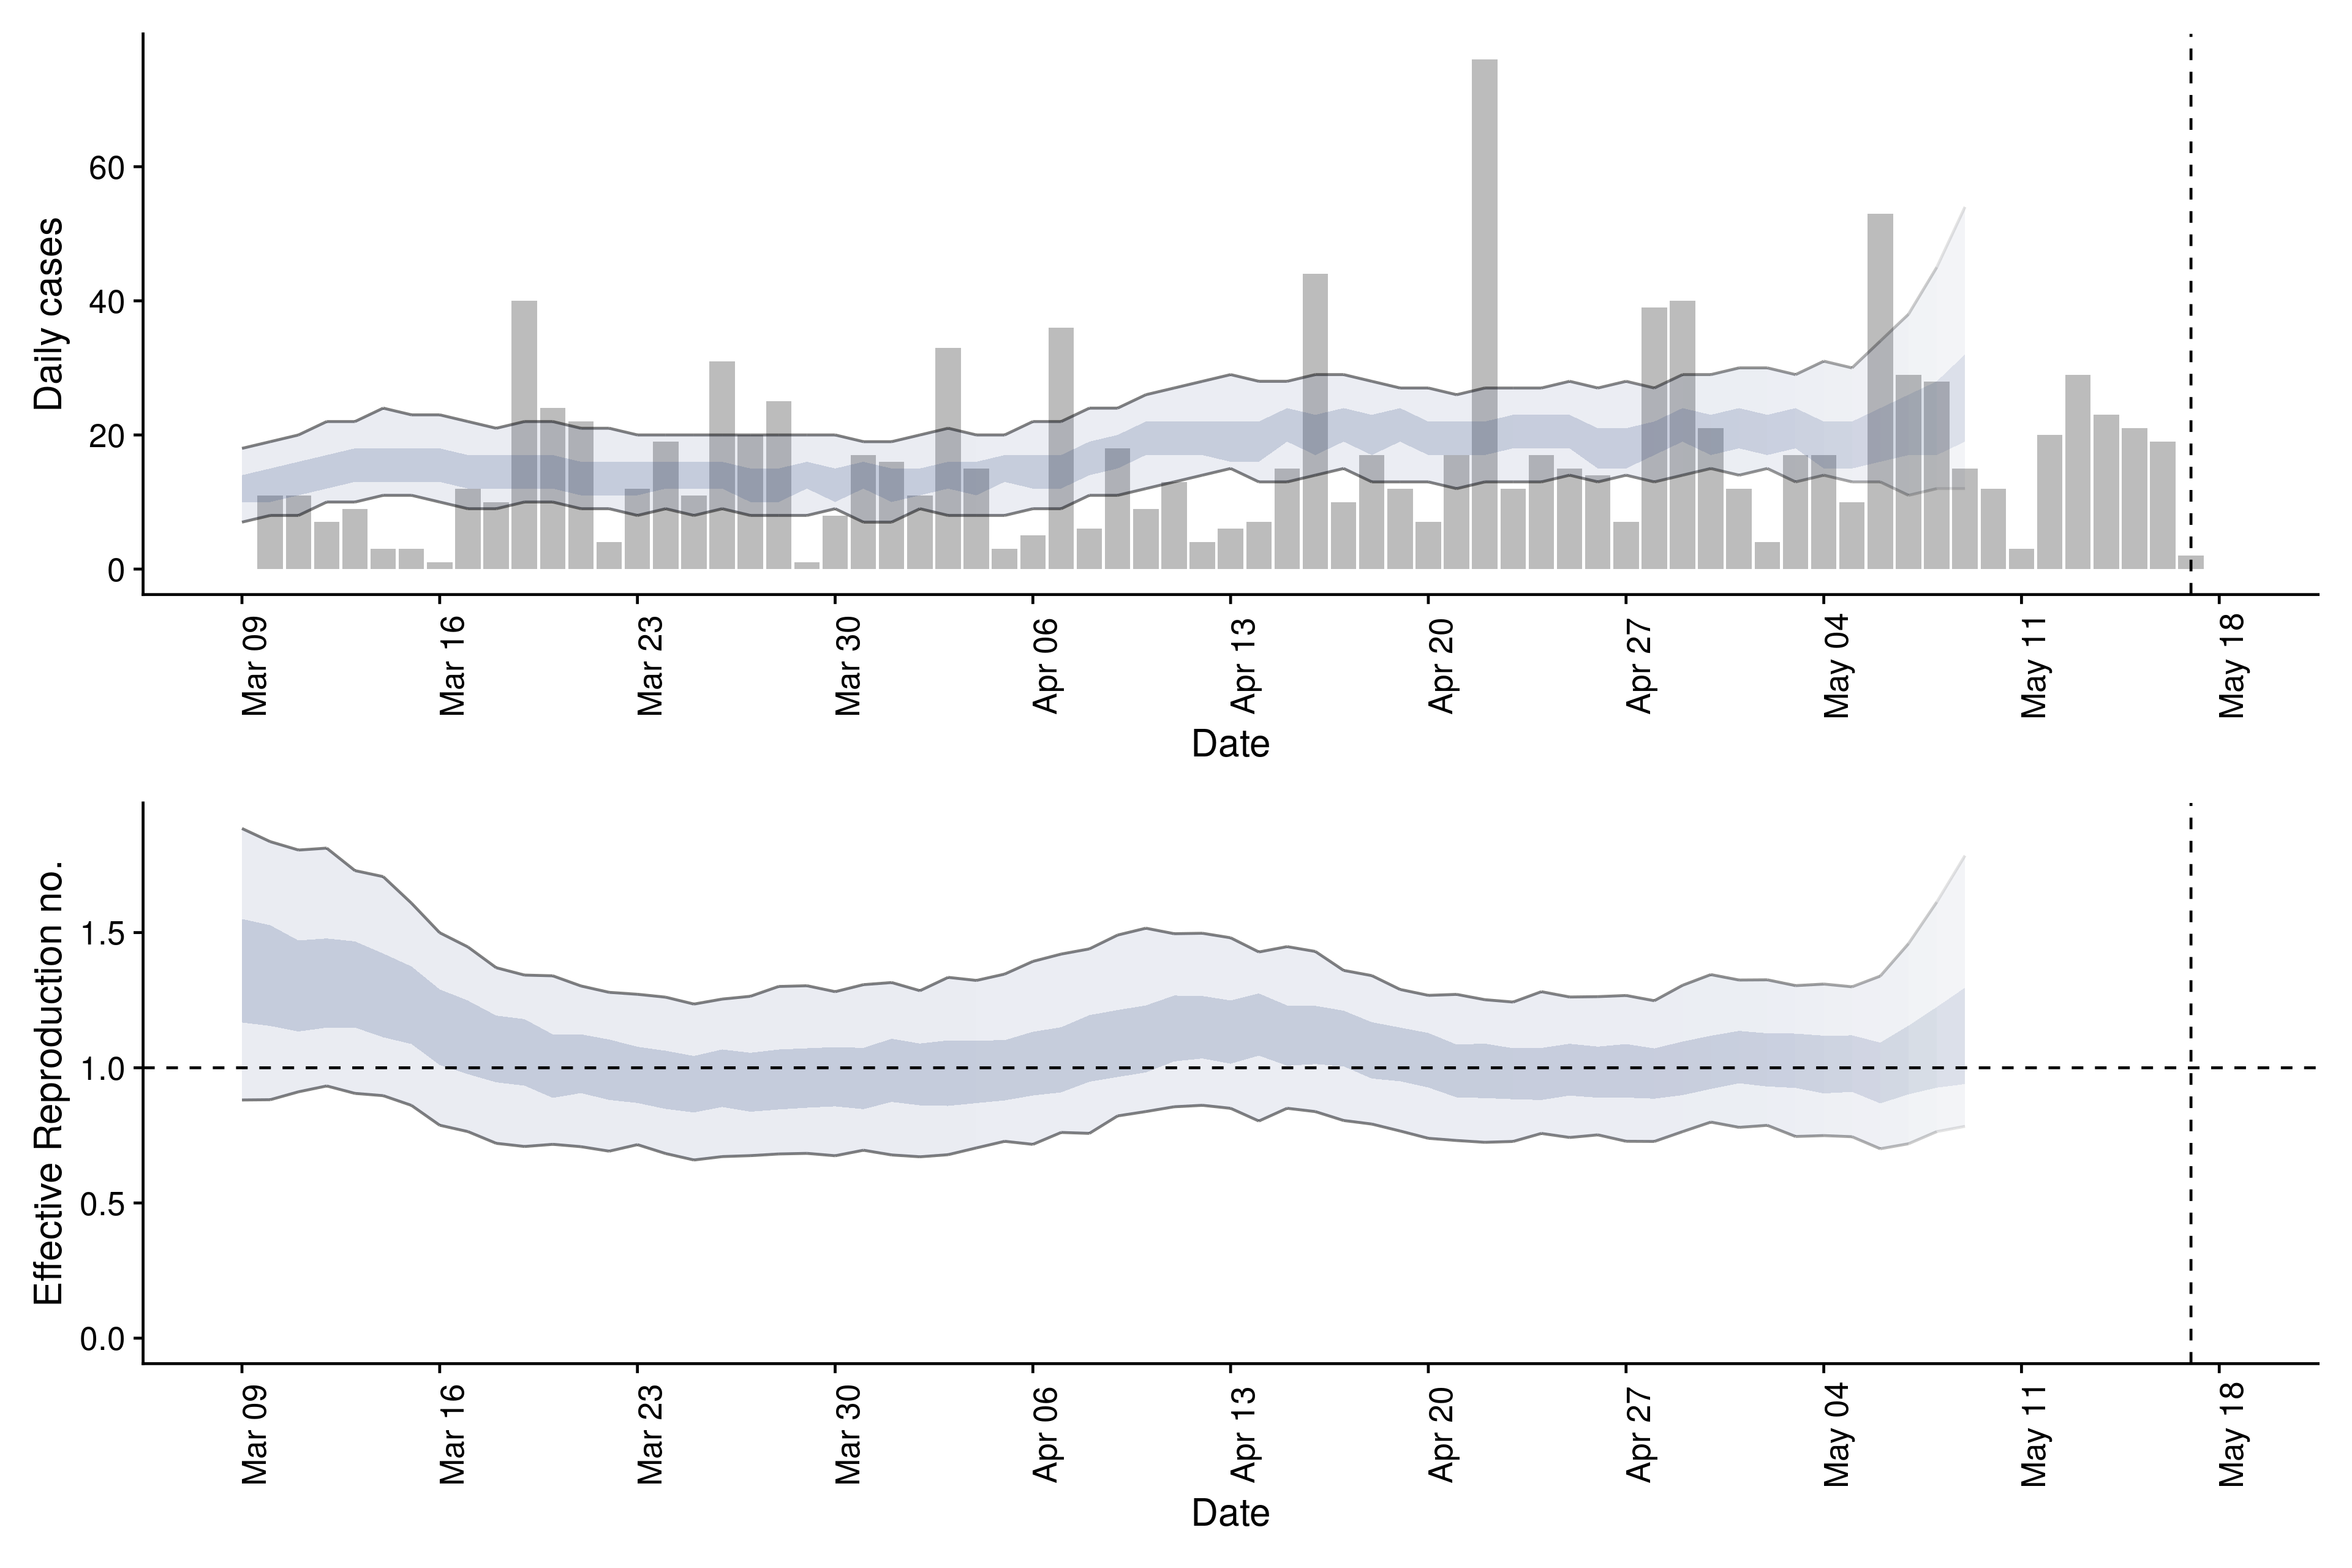 Daily cases
60
40
20
0
Mar 09
Mar 16
Mar 23
Mar 30
Apr 06
Apr 13
Apr 20
Apr 27
May 04
May 11
May 18
Date
Effective Reproduction no.
1.5
1.0
0.5
0.0
Mar 09
Mar 16
Mar 23
Mar 30
Apr 06
Apr 13
Apr 20
Apr 27
May 04
May 11
May 18
Date